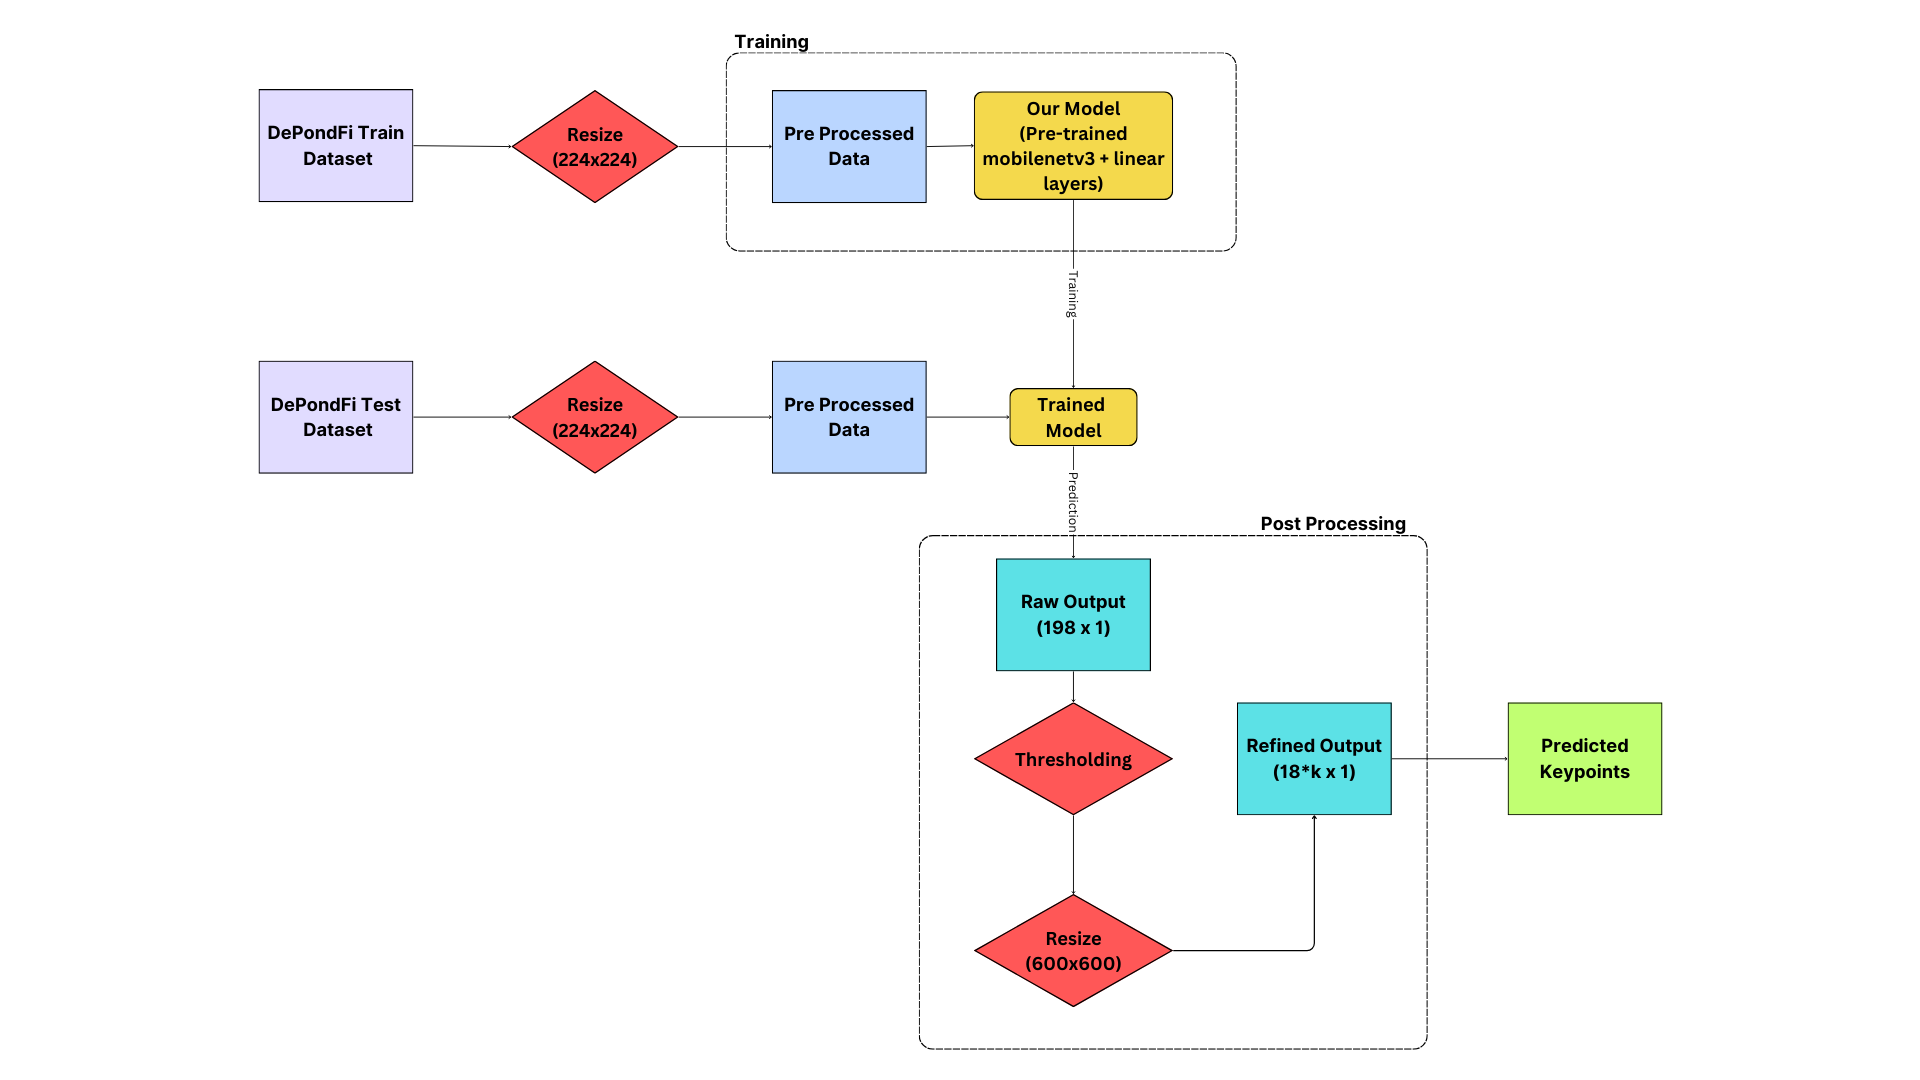 Training
DePondFi Train
Dataset
Resize
(224x224)
Pre Processed
Data
Our Model
(Pre-trained
mobilenetv3 + linear
layers)
Training
DePondFi Test
Dataset
Resize
(224x224)
Pre Processed
Data
Trained
Model
Prediction
Post Processing
Raw Output
(198 x 1)
Thresholding
Resize
(600x600)
Refined Output
(18*k x 1)
Predicted
Keypoints